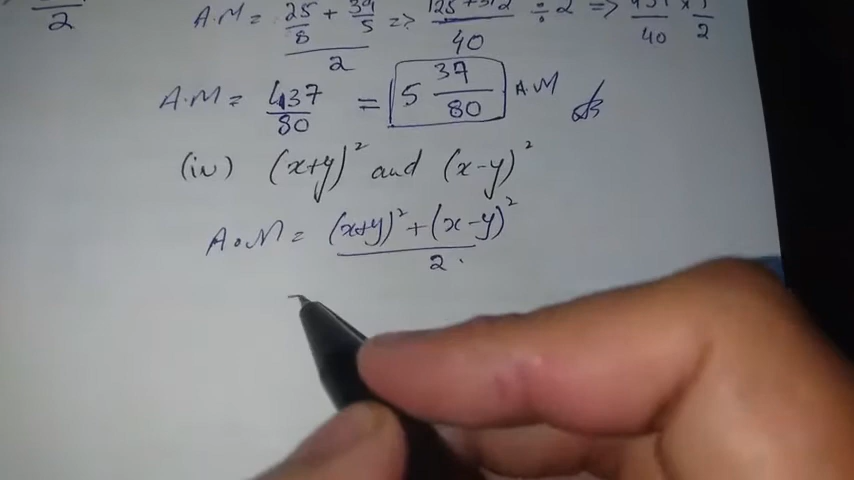 2
A.M = 25/8 + 39/5 / 2 => 125 + 312 / 40 ÷ 2 => 437/40 × 1/2
A.M = 437/80 = 5 37/80 A.M
(iv) (x+y)² and (x-y)²
A.M = (x+y)² + (x-y)² / 2